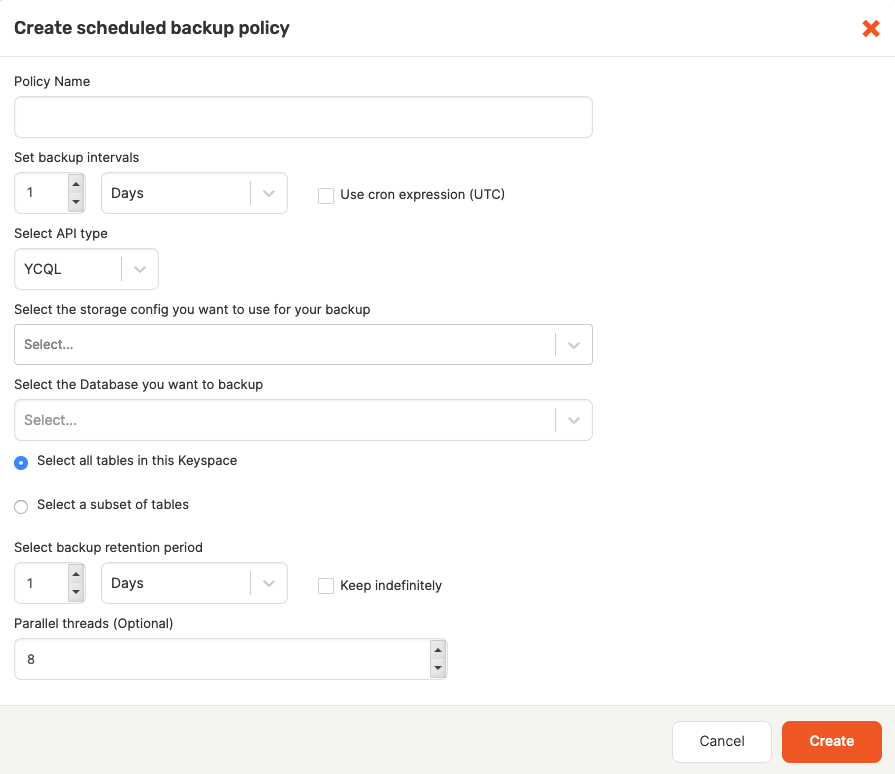 Create scheduled backup policy
Policy Name
Set backup intervals
1 Days Use cron expression (UTC)
Select API type
YCQL
Select the storage config you want to use for your backup
Select...
Select the Database you want to backup
Select...
Select all tables in this Keyspace
Select a subset of tables
Select backup retention period
1 Days Keep indefinitely
Parallel threads (Optional)
8
Cancel Create